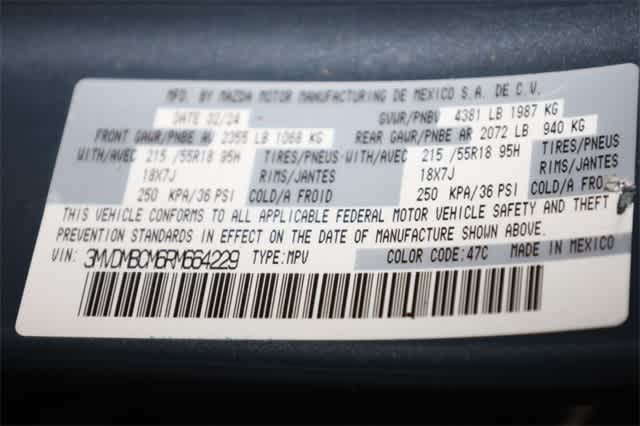 MFD. BY MAZDA MOTOR MANUFACTURING DE MEXICO S.A. DE C.V.
DATE 02/24 GVWR/PNBV 4381 LB 1987 KG
FRONT GAWR/PNBE AV 2355 LB 1068 KG REAR GAWR/PNBE AR 2072 LB 940 KG
WITH/AVEC 215 /55R18 95H TIRES/PNEUS WITH/AVEC 215 /55R18 95H TIRES/PNEUS
18X7J RIMS/JANTES 18X7J RIMS/JANTES
250 KPA/36 PSI COLD/A FROID 250 KPA/36 PSI COLD/A FRO
THIS VEHICLE CONFORMS TO ALL APPLICABLE FEDERAL MOTOR VEHICLE SAFETY AND THEFT
PREVENTION STANDARDS IN EFFECT ON THE DATE OF MANUFACTURE SHOWN ABOVE.
VIN: 3MVDMBCM6RM664229 TYPE:MPV COLOR CODE:47C MADE IN MEXICO